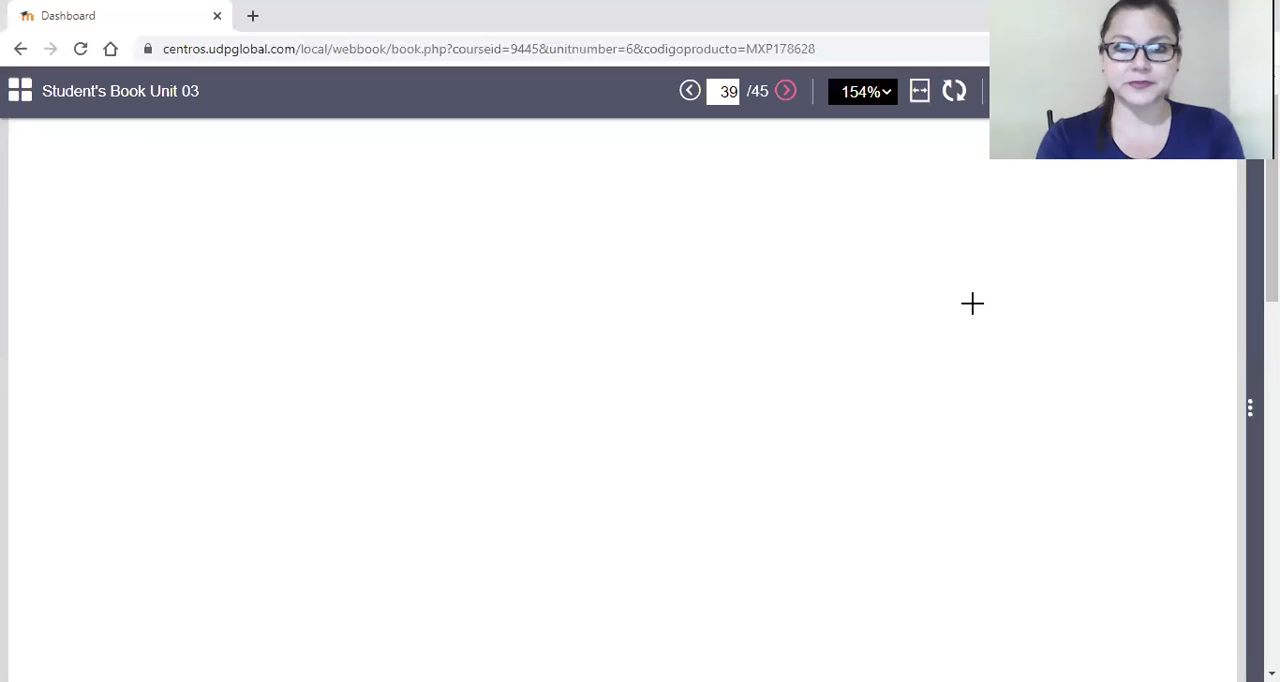 Dashboard
centros.udpglobal.com/local/webbook/book.php?courseid=9445&unitnumber=6&codigoproducto=MXP178628
Student's Book Unit 03 39 /45 154%